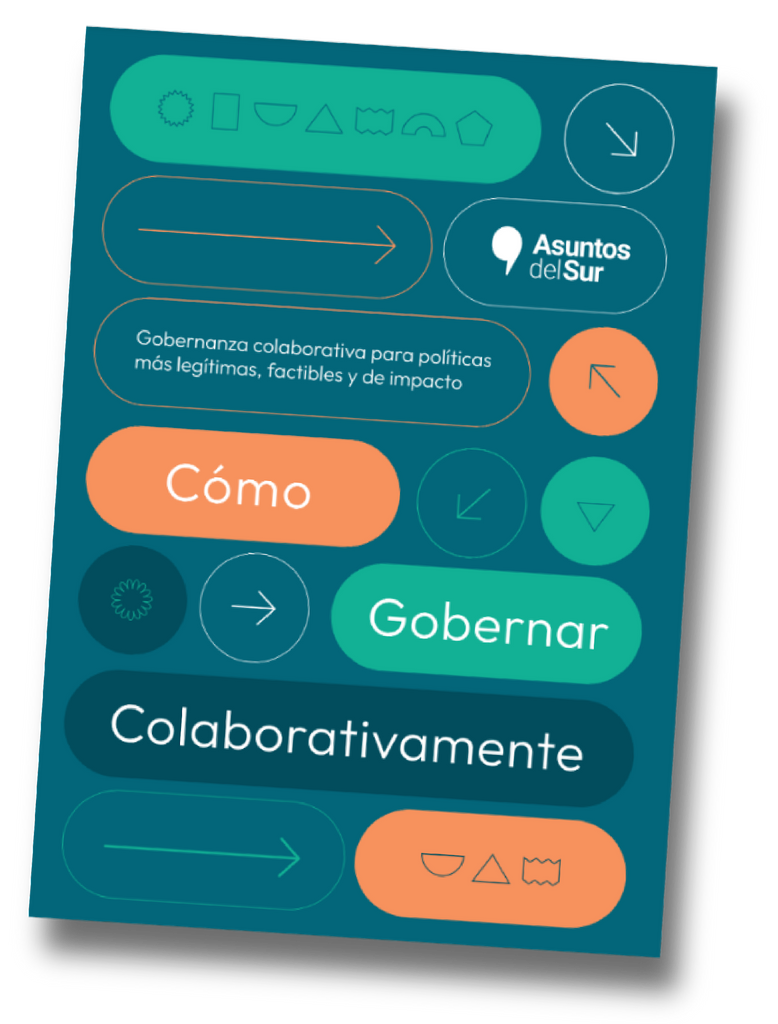 Asuntos
del Sur
Gobernanza colaborativa para políticas
más legítimas, factibles y de impacto
Cómo
Gobernar
Colaborativamente